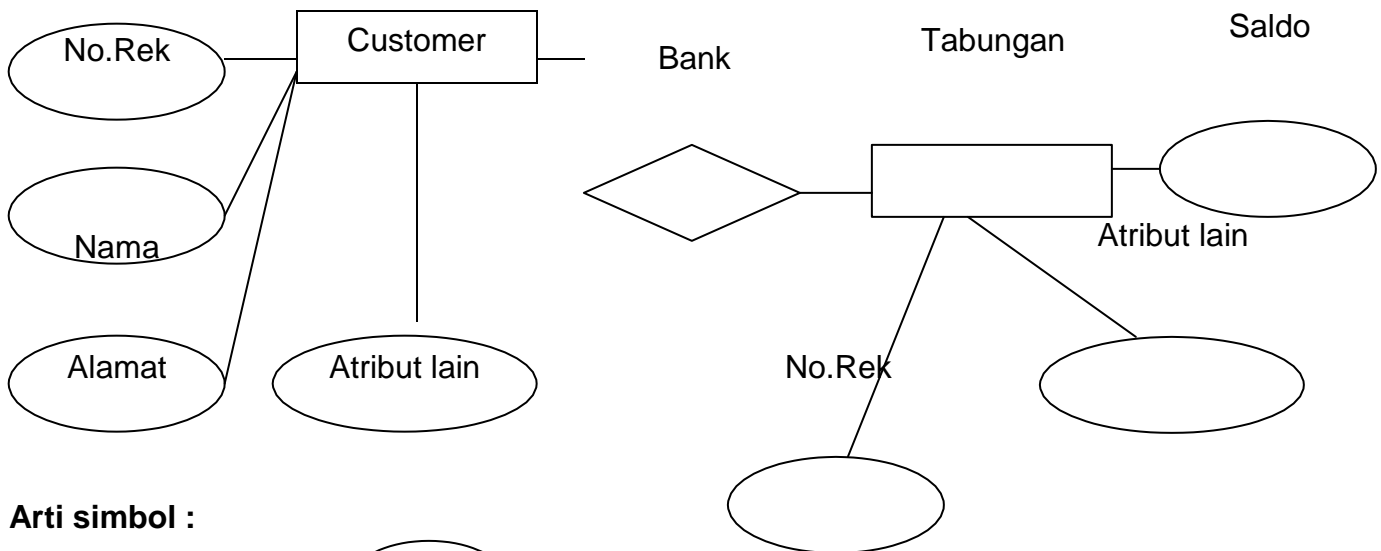 No.Rek
Customer
Bank
Tabungan
Saldo
Nama
Atribut lain
Alamat
Atribut lain
No.Rek
Arti simbol :